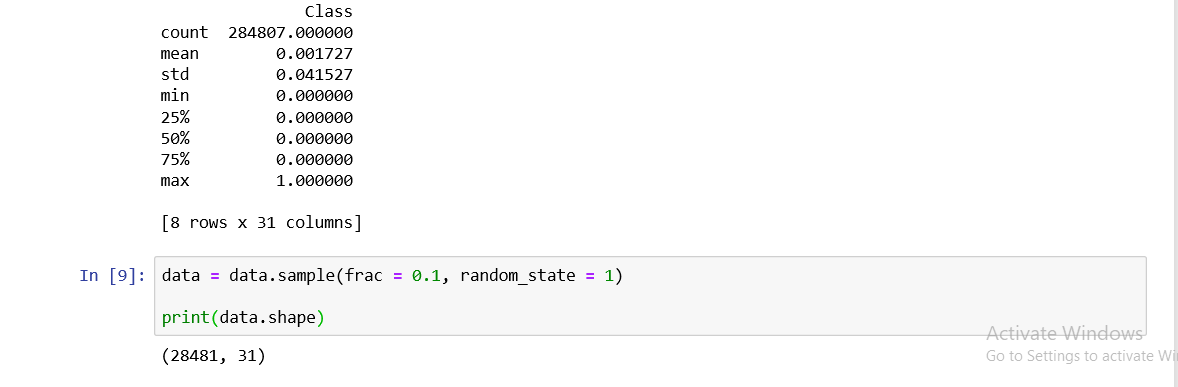 Class
count 284807.000000
mean 0.001727
std 0.041527
min 0.000000
25% 0.000000
50% 0.000000
75% 0.000000
max 1.000000
[8 rows x 31 columns]
In [9]: data = data.sample(frac = 0.1, random_state = 1)
print(data.shape)
(28481, 31)
Activate Windows
Go to Settings to activate